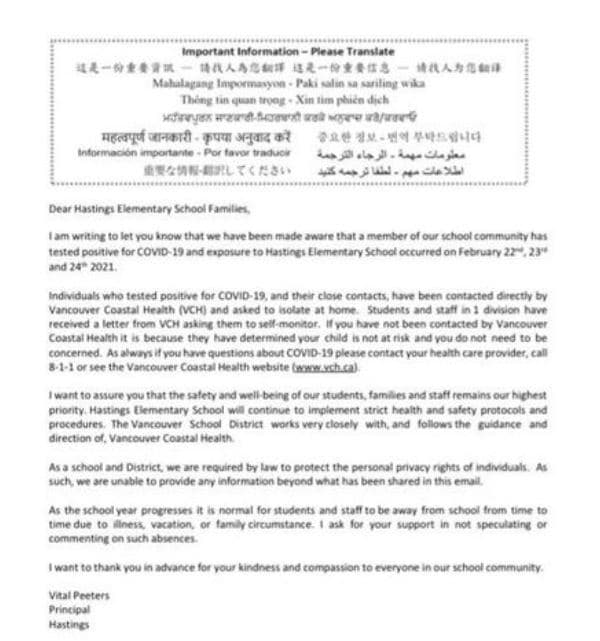 Important Information – Please Translate
這是一份重要資訊 — 請找人為您翻譯 这是一份重要信息 — 请找人为您翻译
Mahalagang Impormasyon - Paki salin sa sariling wika
Thông tin quan trọng - Xin tìm phiên dịch
ਮਹੱਤਵਪੂਰਨ ਜਾਣਕਾਰੀ-ਮਿਹਰਬਾਨੀ ਕਰਕੇ ਅਨੁਵਾਦ ਕਰੋ/ਕਰਵਾਓ
महत्वपूर्ण जानकारी - कृपया अनुवाद करें 중요한 정보 - 번역 부탁드립니다
Información importante - Por favor traducir معلومات مهمة - الرجاء الترجمة
重要な情報-翻訳してください اطلاعات مهم - لطفا ترجمه کنید
Dear Hastings Elementary School Families,
I am writing to let you know that we have been made aware that a member of our school community has
tested positive for COVID-19 and exposure to Hastings Elementary School occurred on February 22nd, 23rd
and 24th 2021.
Individuals who tested positive for COVID-19, and their close contacts, have been contacted directly by
Vancouver Coastal Health (VCH) and asked to isolate at home. Students and staff in 1 division have
received a letter from VCH asking them to self-monitor. If you have not been contacted by Vancouver
Coastal Health it is because they have determined your child is not at risk and you do not need to be
concerned. As always if you have questions about COVID-19 please contact your health care provider, call
8-1-1 or see the Vancouver Coastal Health website (www.vch.ca).
I want to assure you that the safety and well-being of our students, families and staff remains our highest
priority. Hastings Elementary School will continue to implement strict health and safety protocols and
procedures. The Vancouver School District works very closely with, and follows the guidance and
direction of, Vancouver Coastal Health.
As a school and District, we are required by law to protect the personal privacy rights of individuals. As
such, we are unable to provide any information beyond what has been shared in this email.
As the school year progresses it is normal for students and staff to be away from school from time to
time due to illness, vacation, or family circumstance. I ask for your support in not speculating or
commenting on such absences.
I want to thank you in advance for your kindness and compassion to everyone in our school community.
Vital Peeters
Principal
Hastings